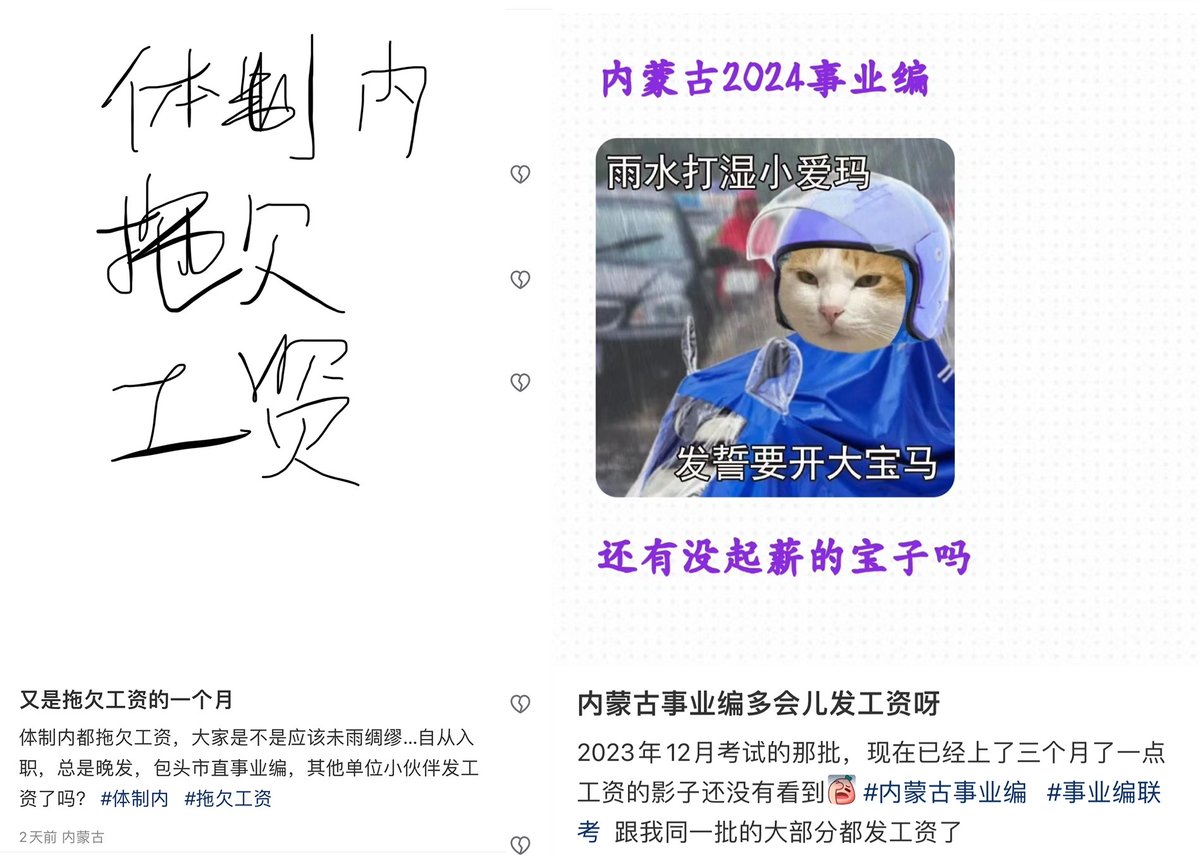 体制内
拖欠
工资
又是拖欠工资的一个月
体制内都拖欠工资，大家是不是应该未雨绸缪...自从入
职，总是晚发，包头市直事业编，其他单位小伙伴发工
资了吗？ #体制内 #拖欠工资
2天前 内蒙古
内蒙古2024事业编
雨水打湿小爱玛
发誓要开大宝马
还有没起薪的宝子吗
内蒙古事业编多会儿发工资呀
2023年12月考试的那批，现在已经上了三个月了一点
工资的影子还没有看到 #内蒙古事业编 #事业编联
考 跟我同一批的大部分都发工资了